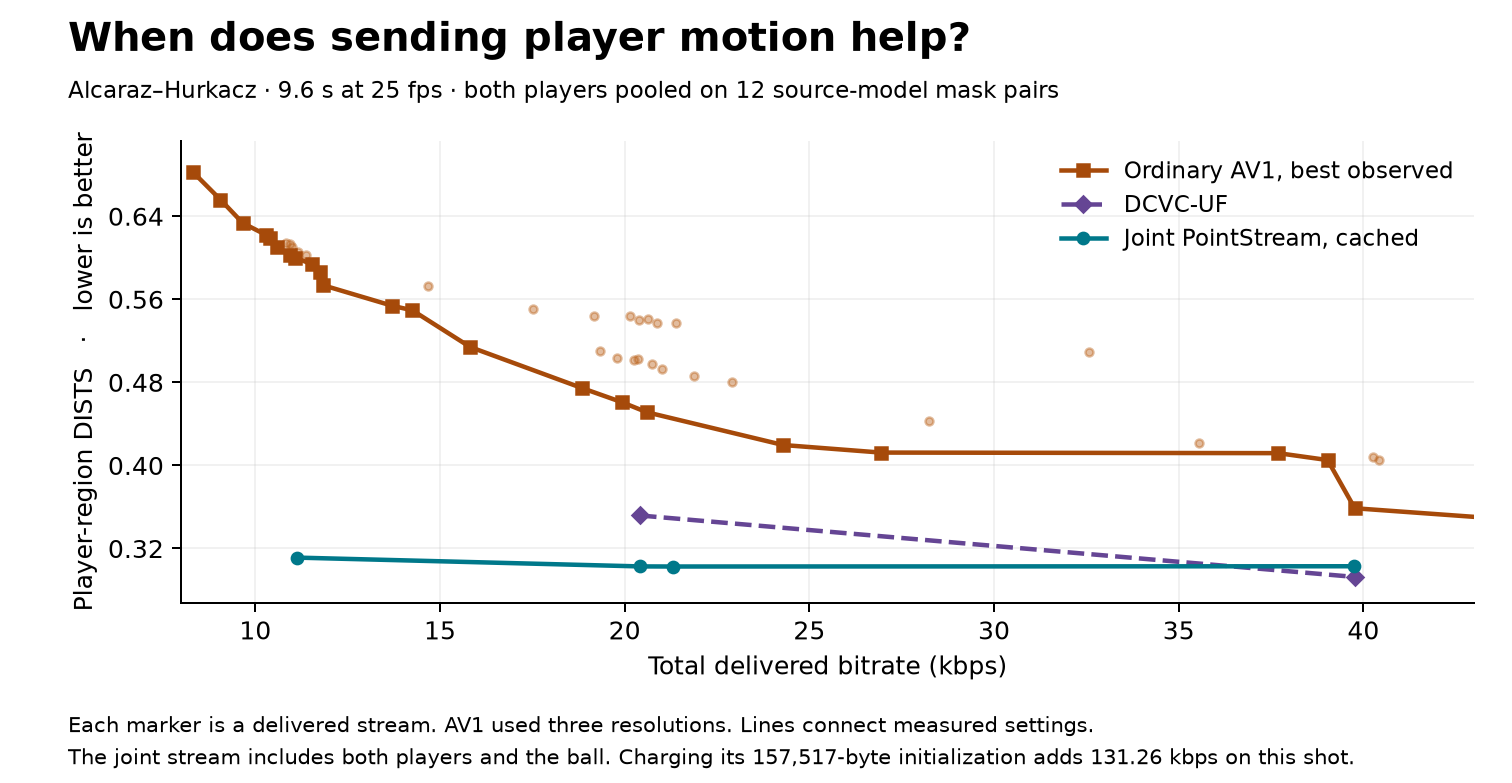 When does sending player motion help?
Alcaraz–Hurkacz · 9.6 s at 25 fps · both players pooled on 12 source-model mask pairs
Player-region DISTS · lower is better
0.64
0.56
0.48
0.40
0.32
Ordinary AV1, best observed
DCVC-UF
Joint PointStream, cached
10 15 20 25 30 35 40
Total delivered bitrate (kbps)
Each marker is a delivered stream. AV1 used three resolutions. Lines connect measured settings.
The joint stream includes both players and the ball. Charging its 157,517-byte initialization adds 131.26 kbps on this shot.